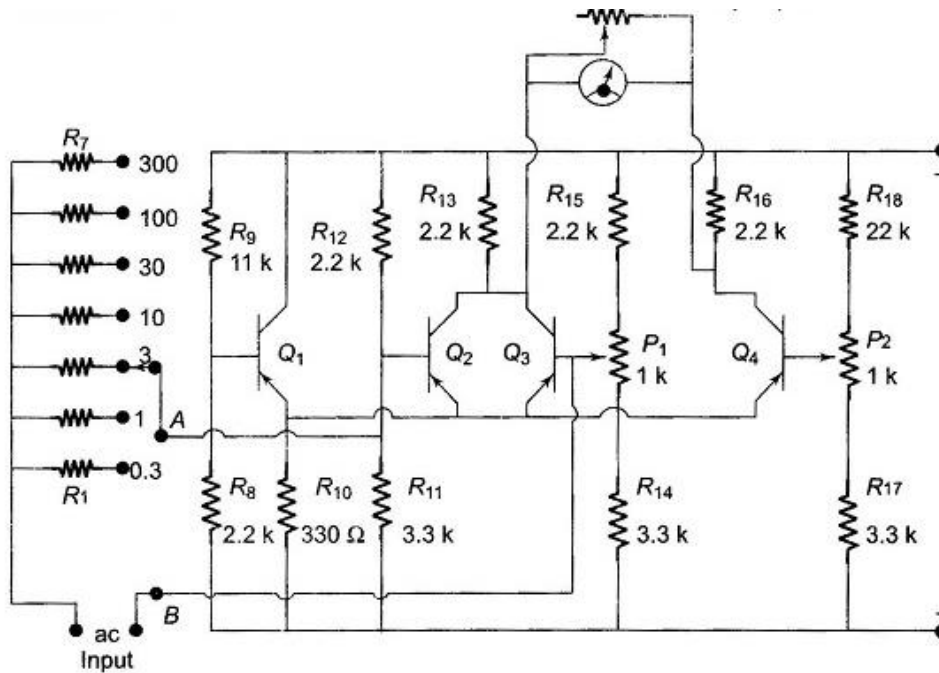 R7
300
100
30
10
3
1
0.3
R1
A
B
ac
Input
R9
11 k
R12
2.2 k
R13
2.2 k
R15
2.2 k
R16
2.2 k
R18
22 k
Q1
Q2
Q3
P1
1 k
Q4
P2
1 k
R8
2.2 k
R10
330 Ω
R11
3.3 k
R14
3.3 k
R17
3.3 k